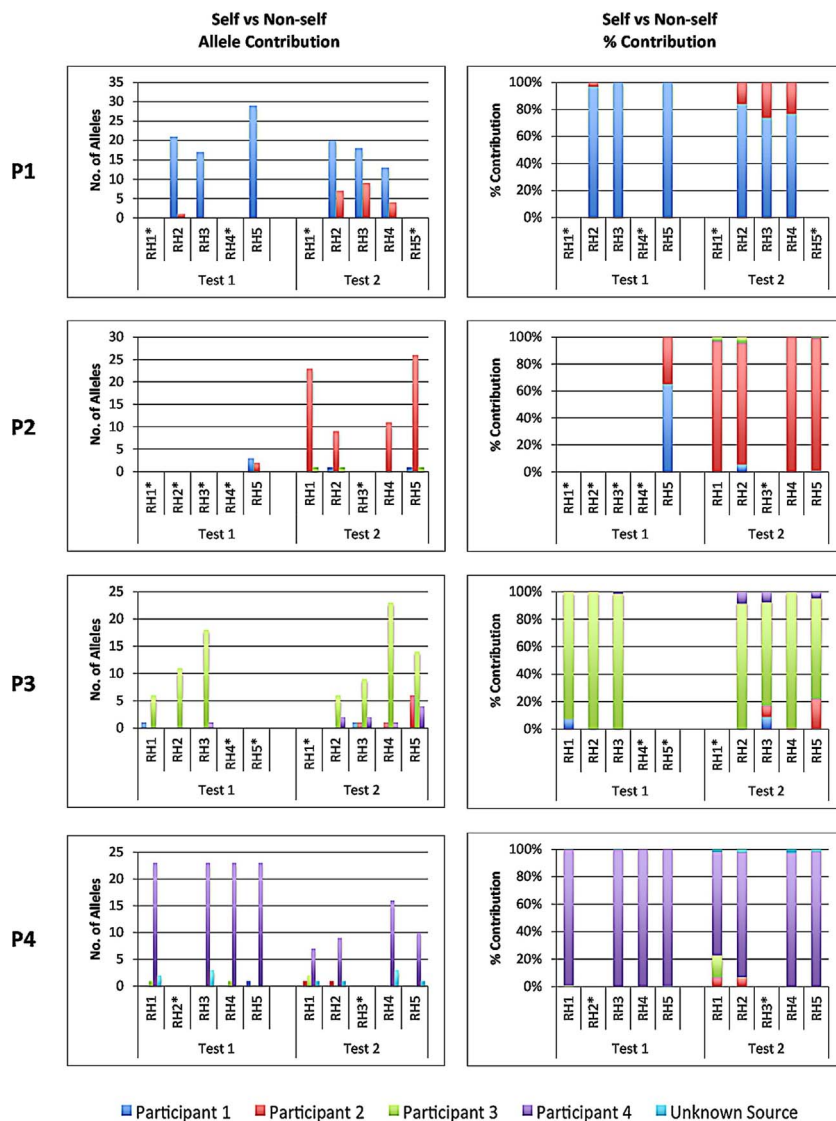 Self vs Non-self
Allele Contribution
Self vs Non-self
% Contribution
P1
No. of Alleles
35
30
25
20
15
10
5
0
RH1*
RH2
RH3
RH4*
RH5
RH1*
RH2
RH3
RH4
RH5*
Test 1
Test 2
% Contribution
100%
80%
60%
40%
20%
0%
RH1*
RH2
RH3
RH4*
RH5
RH1*
RH2
RH3
RH4
RH5*
Test 1
Test 2
P2
No. of Alleles
30
25
20
15
10
5
0
RH1*
RH2*
RH3*
RH4*
RH5
RH1
RH2
RH3*
RH4
RH5
Test 1
Test 2
% Contribution
100%
80%
60%
40%
20%
0%
RH1*
RH2*
RH3*
RH4*
RH5
RH1
RH2
RH3*
RH4
RH5
Test 1
Test 2
P3
No. of Alleles
25
20
15
10
5
0
RH1
RH2
RH3
RH4*
RH5*
RH1*
RH2
RH3
RH4
RH5
Test 1
Test 2
% Contribution
100%
80%
60%
40%
20%
0%
RH1
RH2
RH3
RH4*
RH5*
RH1*
RH2
RH3
RH4
RH5
Test 1
Test 2
P4
No. of Alleles
25
20
15
10
5
0
RH1
RH2*
RH3
RH4
RH5
RH1
RH2
RH3*
RH4
RH5
Test 1
Test 2
% Contribution
100%
80%
60%
40%
20%
0%
RH1
RH2*
RH3
RH4
RH5
RH1
RH2
RH3*
RH4
RH5
Test 1
Test 2
Participant 1 Participant 2 Participant 3 Participant 4 Unknown Source